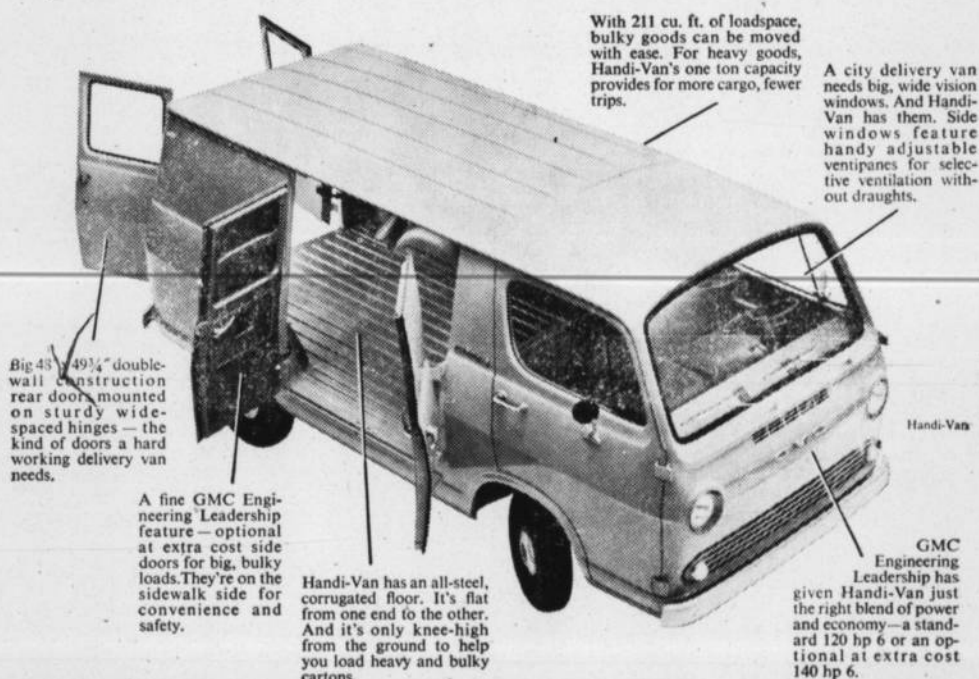 With 211 cu. ft. of loadspace,
bulky goods can be moved
with ease. For heavy goods,
Handi-Van's one ton capacity
provides for more cargo, fewer
trips.
A city delivery van
needs big, wide vision
windows. And Handi-
Van has them. Side
windows feature
handy adjustable
ventipanes for selec-
tive ventilation with-
out draughts.
Big 48 x 49¼" double-
wall construction
rear doors mounted
on sturdy wide-
spaced hinges — the
kind of doors a hard
working delivery van
needs.
A fine GMC Engi-
neering Leadership
feature — optional
at extra cost side
doors for big, bulky
loads.They're on the
sidewalk side for
convenience and
safety.
Handi-Van has an all-steel,
corrugated floor. It's flat
from one end to the other.
And it's only knee-high
from the ground to help
you load heavy and bulky
cartons.
Handi-Van
GMC
Engineering
Leadership has
given Handi-Van just
the right blend of power
and economy—a stand-
ard 120 hp 6 or an op-
tional at extra cost
140 hp 6.